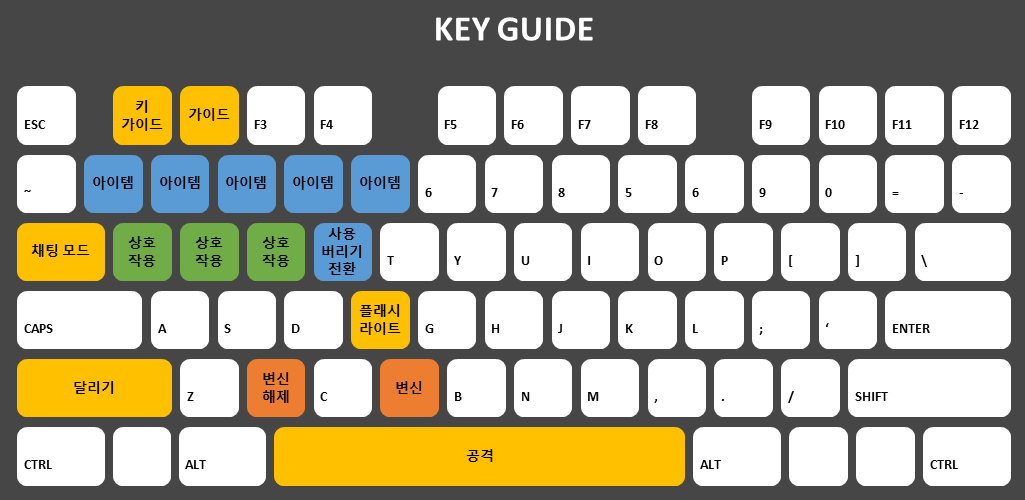 KEY GUIDE
ESC
키
가이드
가이드
F3
F4
F5
F6
F7
F8
F9
F10
F11
F12
~
아이템
아이템
아이템
아이템
아이템
6
7
8
5
6
9
0
=
-
채팅 모드
상호
작용
상호
작용
상호
작용
사용
버리기
전환
T
Y
U
I
O
P
[
]
\
CAPS
A
S
D
플래시
라이트
G
H
J
K
L
;
‘
ENTER
달리기
Z
변신
해제
C
변신
B
N
M
,
.
/
SHIFT
CTRL
ALT
공격
ALT
CTRL